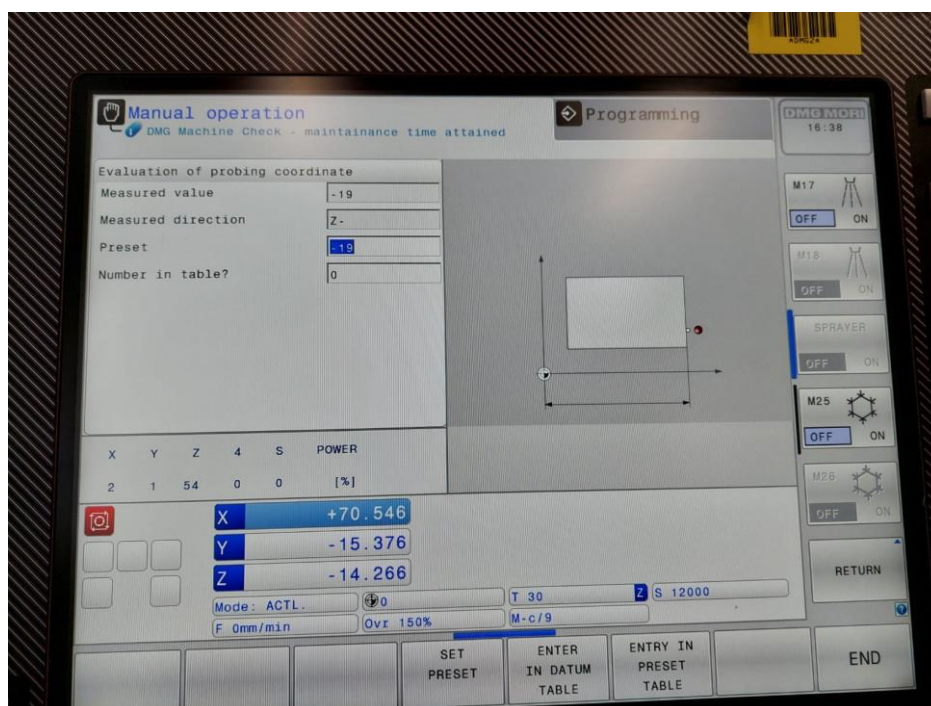 *DMG2*
Manual operation
DMG Machine Check - maintainance time attained
Programming
DMG MORI
16:38
Evaluation of probing coordinate
Measured value -19
Measured direction Z-
Preset -19
Number in table? 0
M17
OFF ON
M18
OFF ON
SPRAYER
OFF ON
M25
OFF ON
M26
OFF ON
RETURN
X Y Z 4 S POWER
2 1 54 0 0 [%]
X +70.546
Y -15.376
Z -14.266
Mode: ACTL. 0 T 30 Z S 12000
F 0mm/min Ovr 150% M-c/9
SET
PRESET
ENTER
IN DATUM
TABLE
ENTRY IN
PRESET
TABLE
END